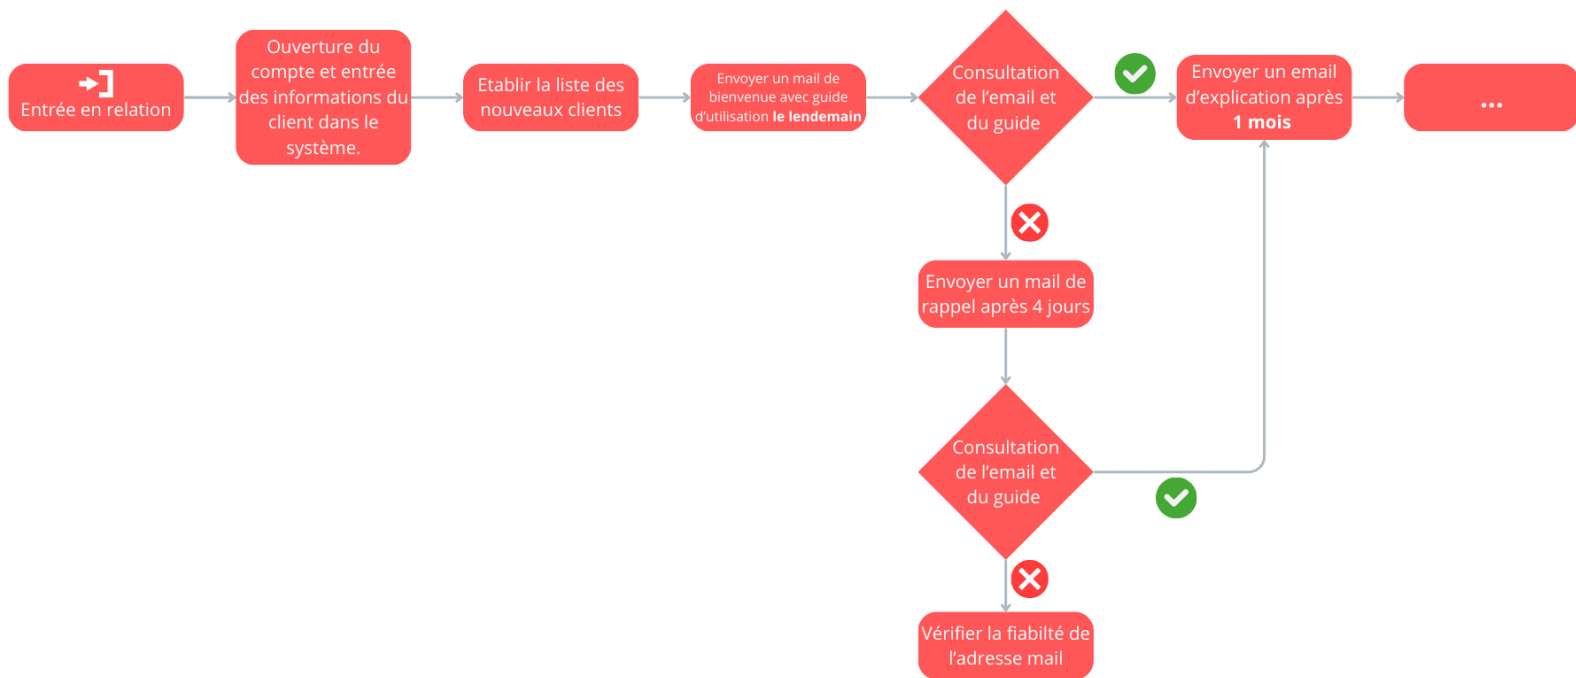 Entrée en relation
Ouverture du
compte et entrée
des informations du
client dans le
système.
Etablir la liste des
nouveaux clients
Envoyer un mail de
bienvenue avec guide
d’utilisation le lendemain
Consultation
de l’email et
du guide
Envoyer un email
d’explication après
1 mois
...
Envoyer un mail de
rappel après 4 jours
Consultation
de l’email et
du guide
Vérifier la fiabilté de
l’adresse mail